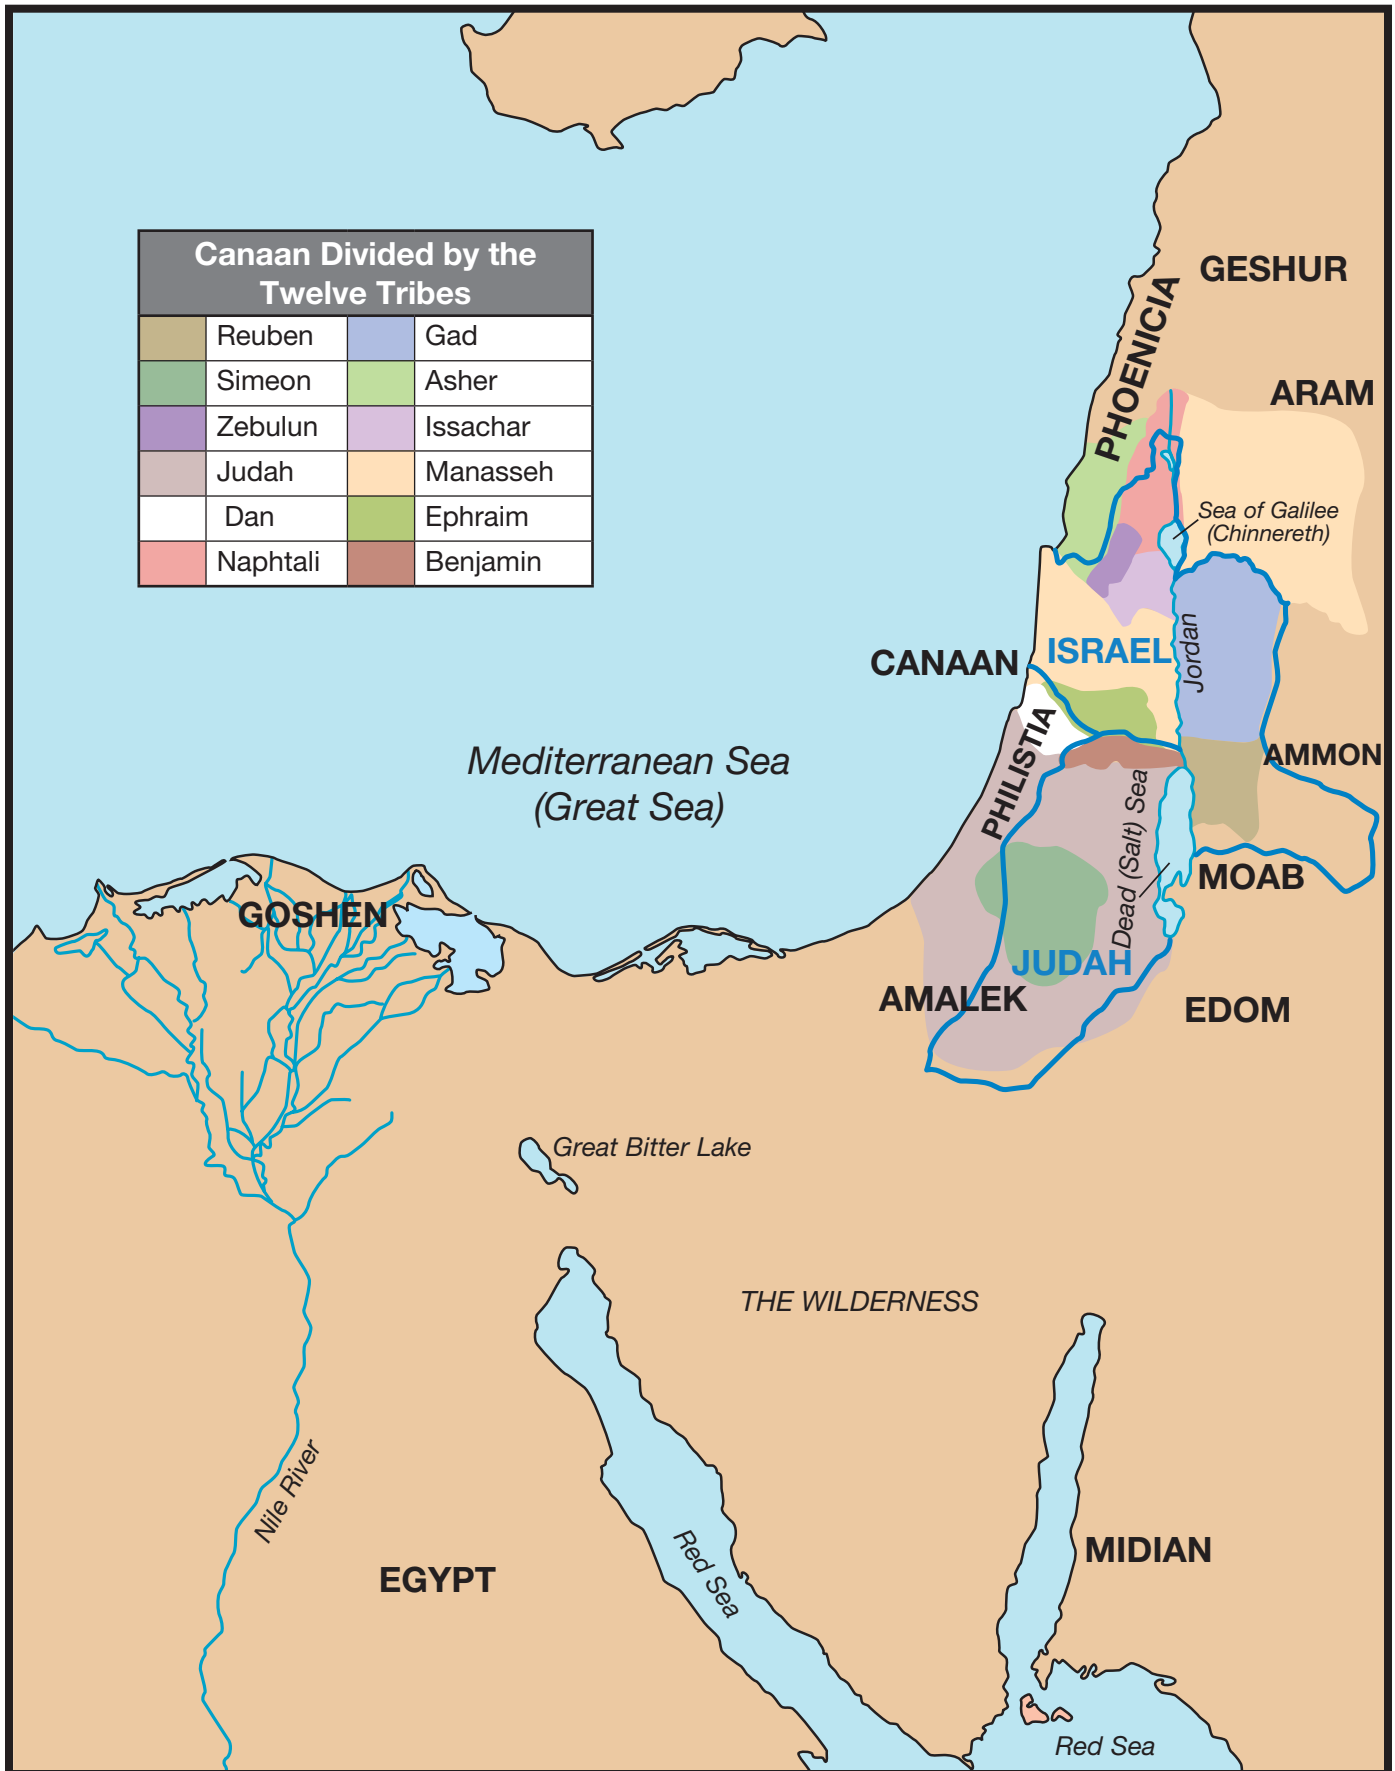 Canaan Divided by the
Twelve Tribes
Reuben Gad
Simeon Asher
Zebulun Issachar
Judah Manasseh
Dan Ephraim
Naphtali Benjamin
GESHUR
PHOENICIA
ARAM
Sea of Galilee
(Chinnereth)
ISRAEL
Jordan
CANAAN
PHILISTIA
AMMON
Mediterranean Sea
(Great Sea)
Dead (Salt) Sea
MOAB
GOSHEN
JUDAH
AMALEK
EDOM
Great Bitter Lake
THE WILDERNESS
Nile River
EGYPT
Red Sea
MIDIAN
Red Sea